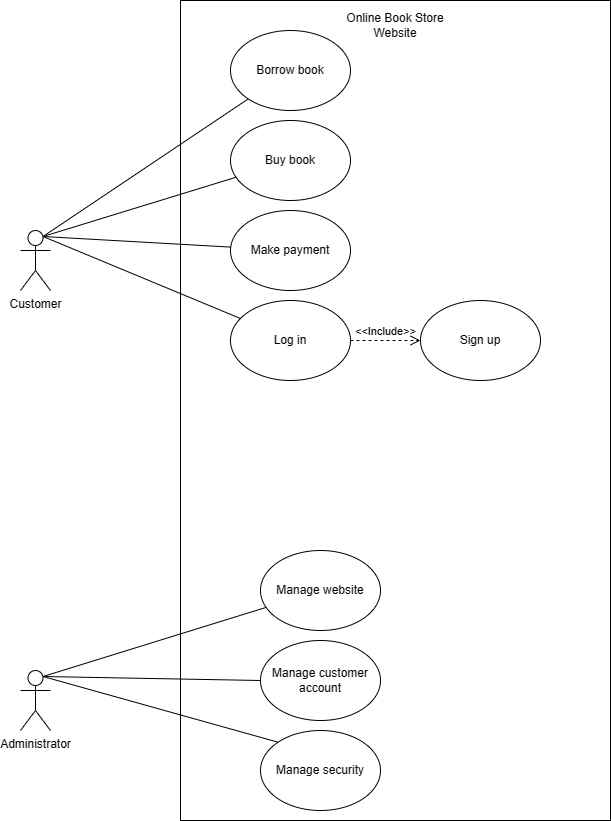 Online Book Store
Website
Borrow book
Buy book
Make payment
Customer
Log in
<<Include>>
Sign up
Manage website
Manage customer
account
Administrator
Manage security